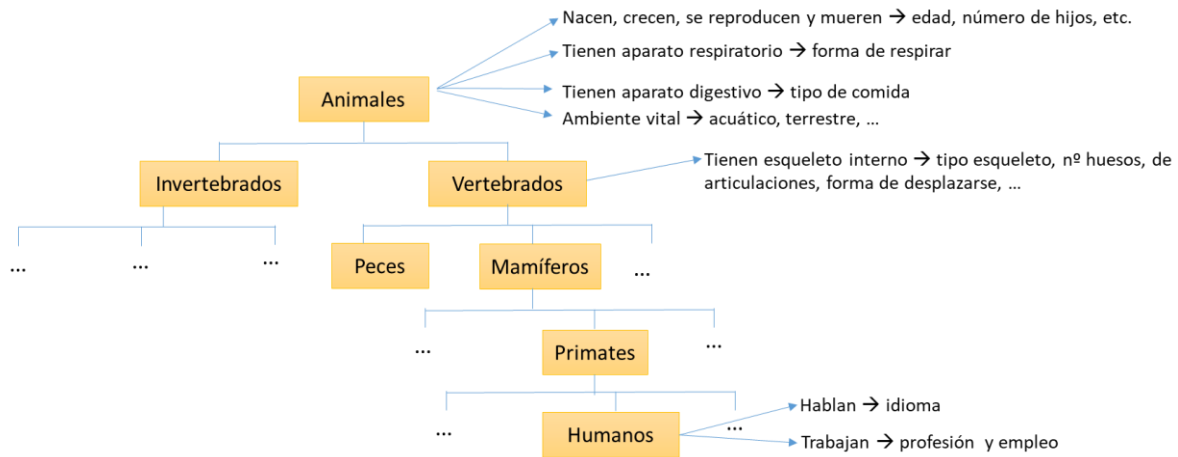 Nacen, crecen, se reproducen y mueren → edad, número de hijos, etc.
Tienen aparato respiratorio → forma de respirar
Animales
Tienen aparato digestivo → tipo de comida
Ambiente vital → acuático, terrestre, ...
Invertebrados
Vertebrados
Tienen esqueleto interno → tipo esqueleto, nº huesos, de
articulaciones, forma de desplazarse, ...
...
...
...
Peces
Mamíferos
...
...
Primates
...
...
Humanos
...
Hablan → idioma
Trabajan → profesión y empleo